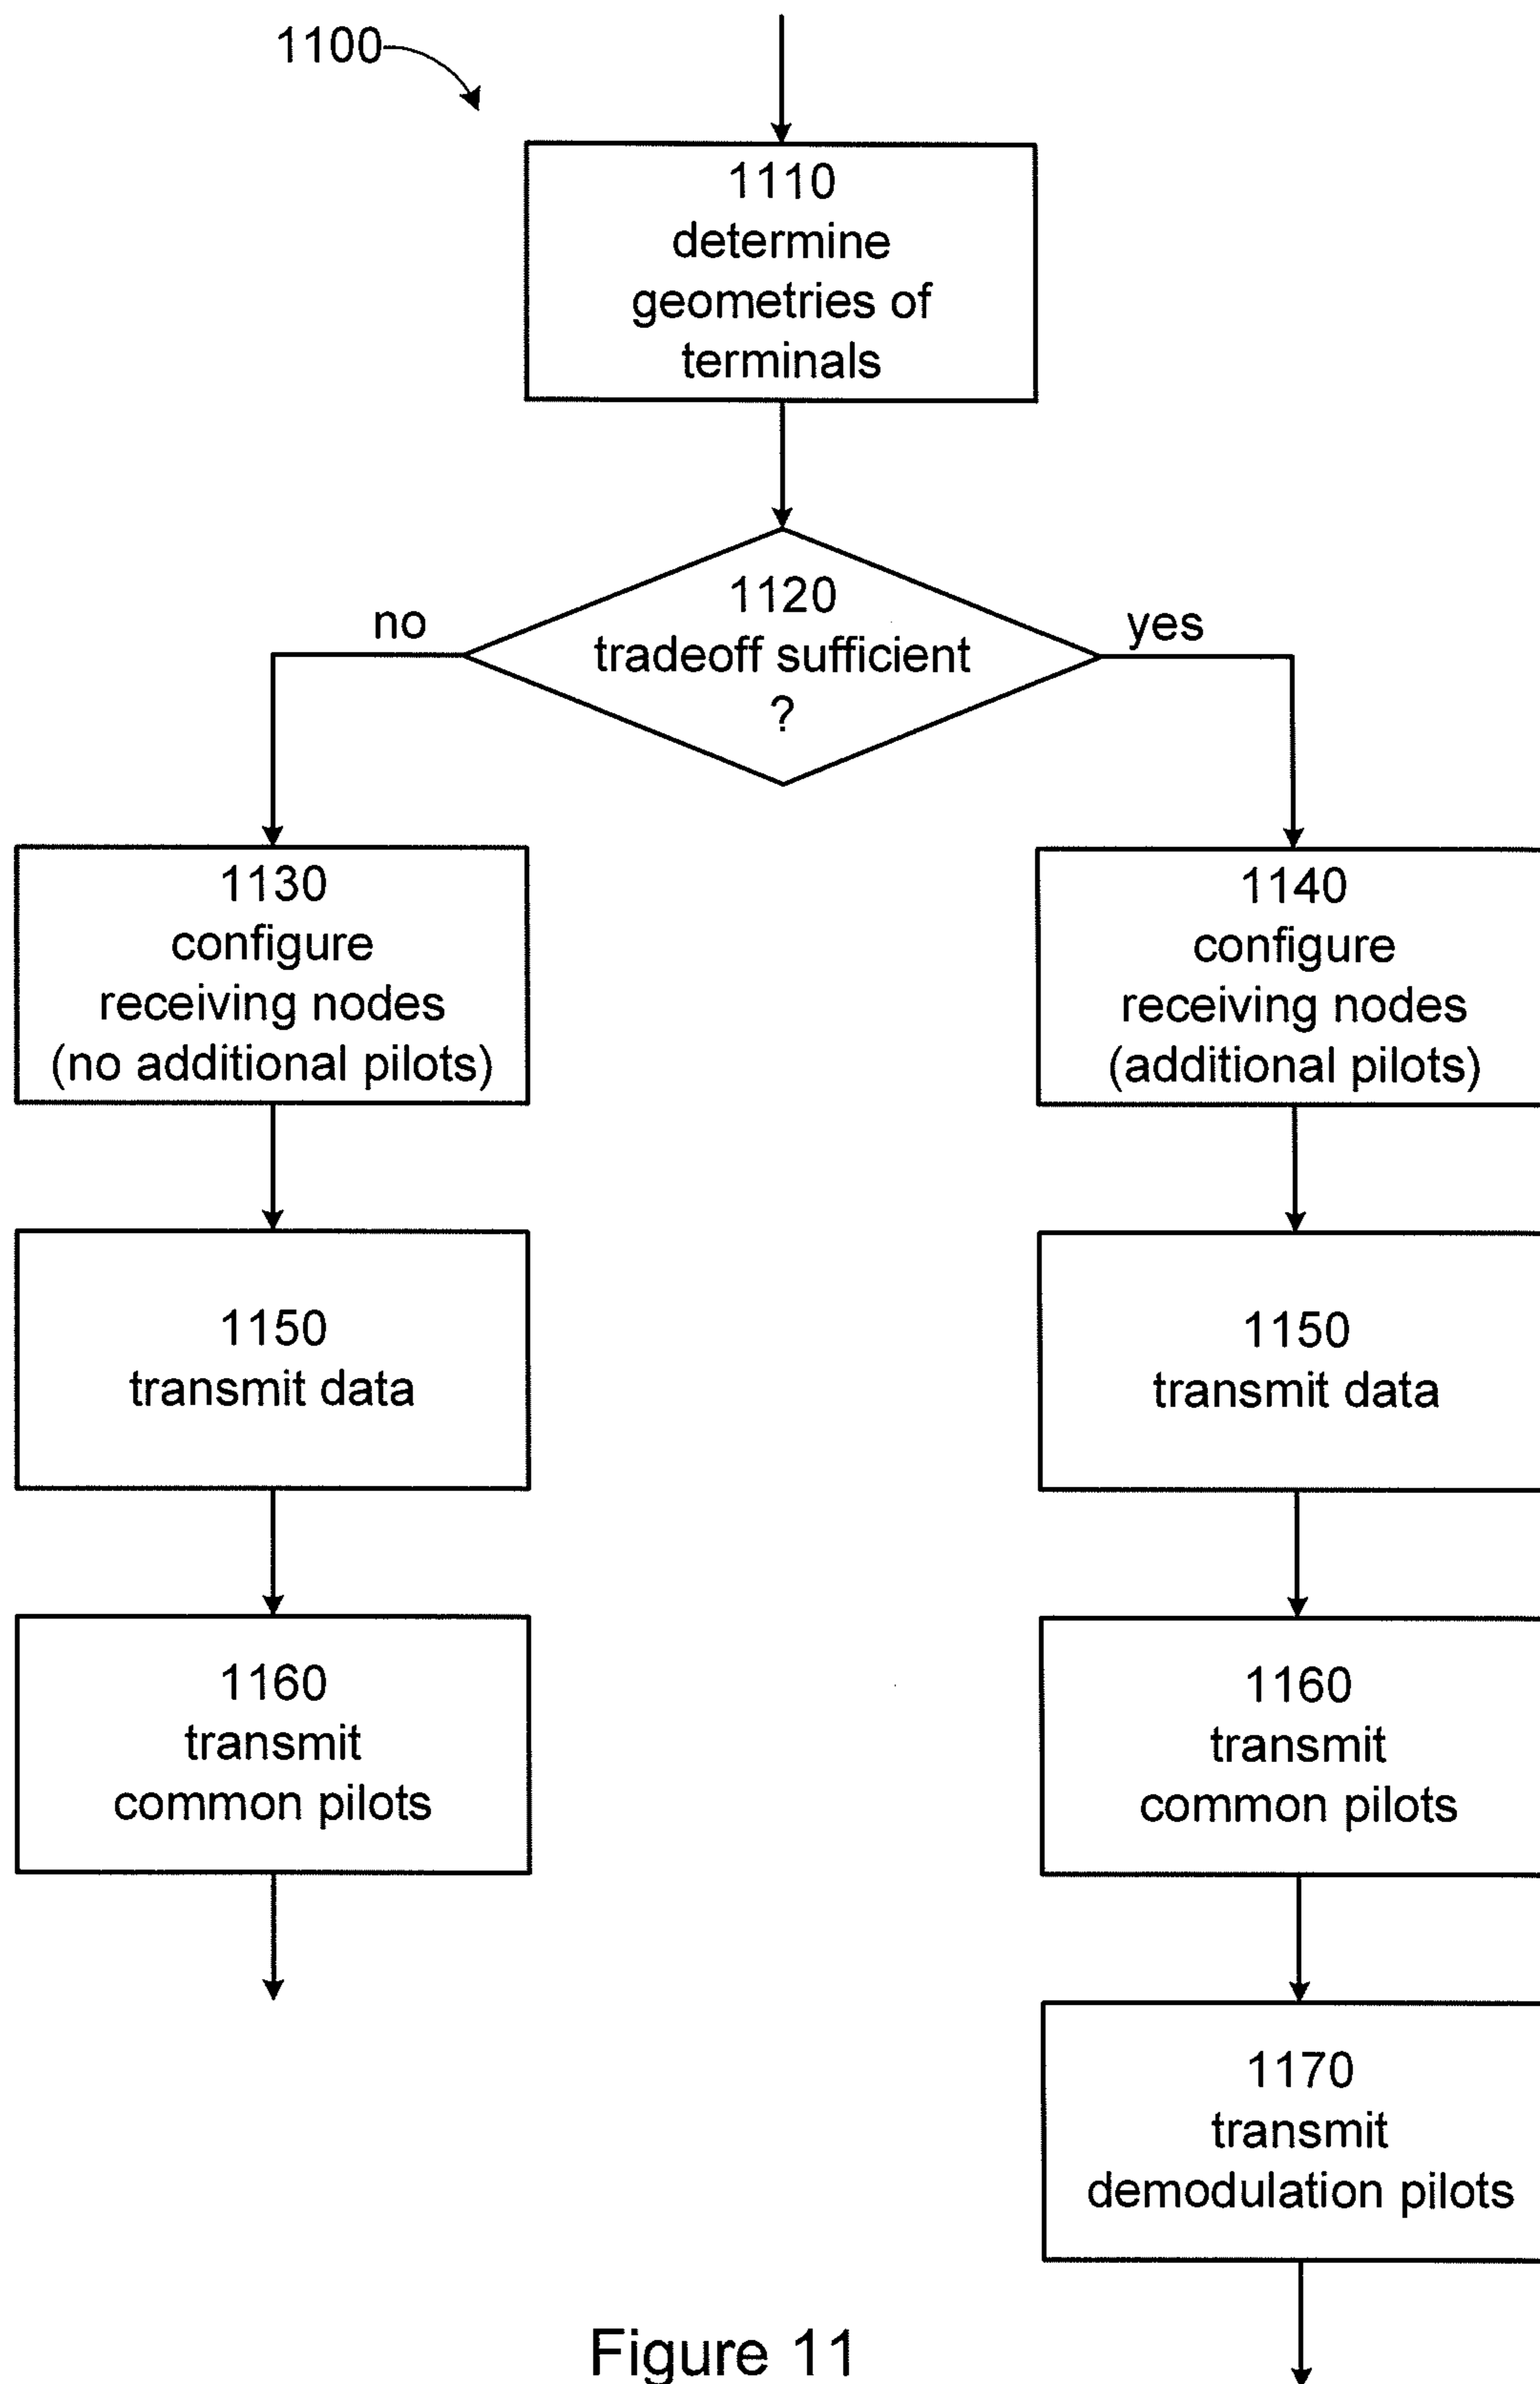 1100
1110
determine
geometries of
terminals
1120
tradeoff sufficient
?
no
yes
1130
configure
receiving nodes
(no additional pilots)
1140
configure
receiving nodes
(additional pilots)
1150
transmit data
1150
transmit data
1160
transmit
common pilots
1160
transmit
common pilots
1170
transmit
demodulation pilots
Figure 11